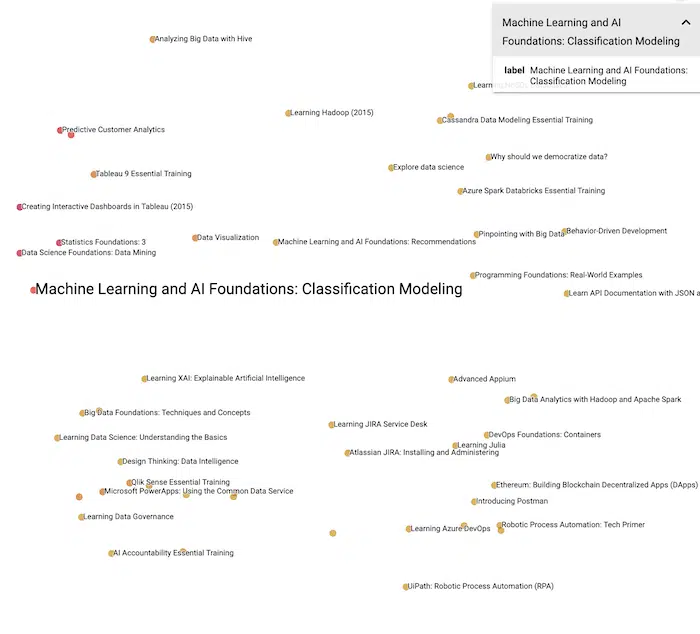 Machine Learning and AI
Foundations: Classification Modeling
label Machine Learning and AI Foundations:
Classification Modeling
Analyzing Big Data with Hive
Learning
Learning Hadoop (2015)
Cassandra Data Modeling Essential Training
Predictive Customer Analytics
Why should we democratize data?
Explore data science
Tableau 9 Essential Training
Azure Spark Databricks Essential Training
Creating Interactive Dashboards in Tableau (2015)
Behavior-Driven Development
Pinpointing with Big Data
Data Visualization
Statistics Foundations: 3
Machine Learning and AI Foundations: Recommendations
Data Science Foundations: Data Mining
Programming Foundations: Real-World Examples
Machine Learning and AI Foundations: Classification Modeling
Learn API Documentation with JSON a
Learning XAI: Explainable Artificial Intelligence
Advanced Appium
Big Data Analytics with Hadoop and Apache Spark
Big Data Foundations: Techniques and Concepts
Learning JIRA Service Desk
DevOps Foundations: Containers
Learning Data Science: Understanding the Basics
Learning Julia
Atlassian JIRA: Installing and Administering
Design Thinking: Data Intelligence
Qlik Sense Essential Training
Ethereum: Building Blockchain Decentralized Apps (DApps)
Microsoft PowerApps: Using the Common Data Service
Introducing Postman
Learning Data Governance
Robotic Process Automation: Tech Primer
Learning Azure DevOps
AI Accountability Essential Training
UiPath: Robotic Process Automation (RPA)